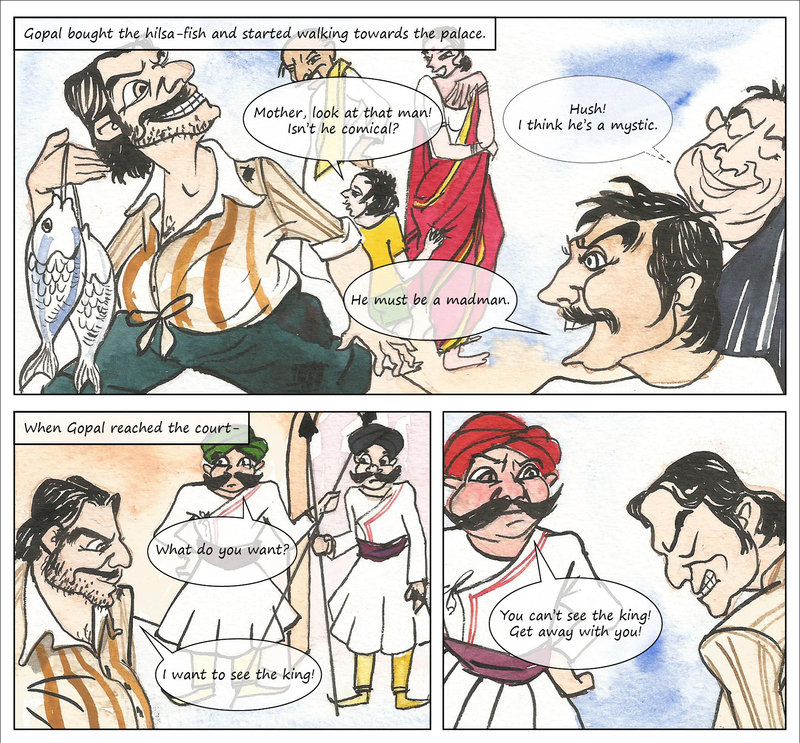 Gopal bought the hilsa-fish and started walking towards the palace.
Mother, look at that man!
Isn't he comical?
Hush!
I think he's a mystic.
He must be a madman.
When Gopal reached the court-
What do you want?
I want to see the king!
You can't see the king!
Get away with you!